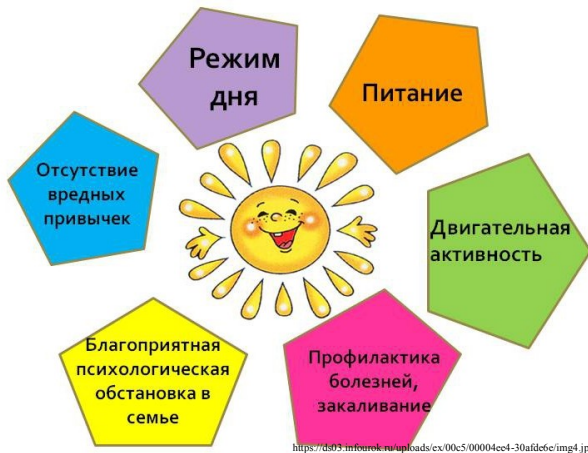 Режим
дня
Питание
Отсутствие
вредных
привычек
Двигательная
активность
Благоприятная
психологическая
обстановка в
семье
Профилактика
болезней,
закаливание
https://ds03.infourok.ru/uploads/ex/00c5/00004ee4-30afde6e/img4.jp